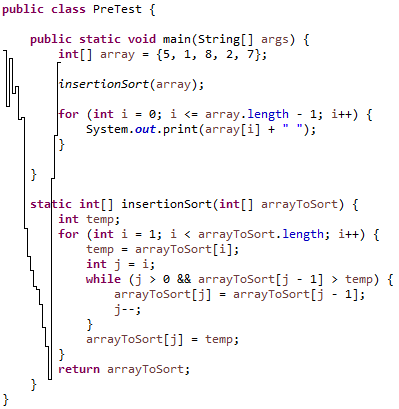 public class PreTest {
public static void main(String[] args) {
int[] array = {5, 1, 8, 2, 7};
insertionSort(array);
for (int i = 0; i <= array.length - 1; i++) {
System.out.print(array[i] + " ");
}
}
static int[] insertionSort(int[] arrayToSort) {
int temp;
for (int i = 1; i < arrayToSort.length; i++) {
temp = arrayToSort[i];
int j = i;
while (j > 0 && arrayToSort[j - 1] > temp) {
arrayToSort[j] = arrayToSort[j - 1];
j--;
}
arrayToSort[j] = temp;
}
return arrayToSort;
}
}